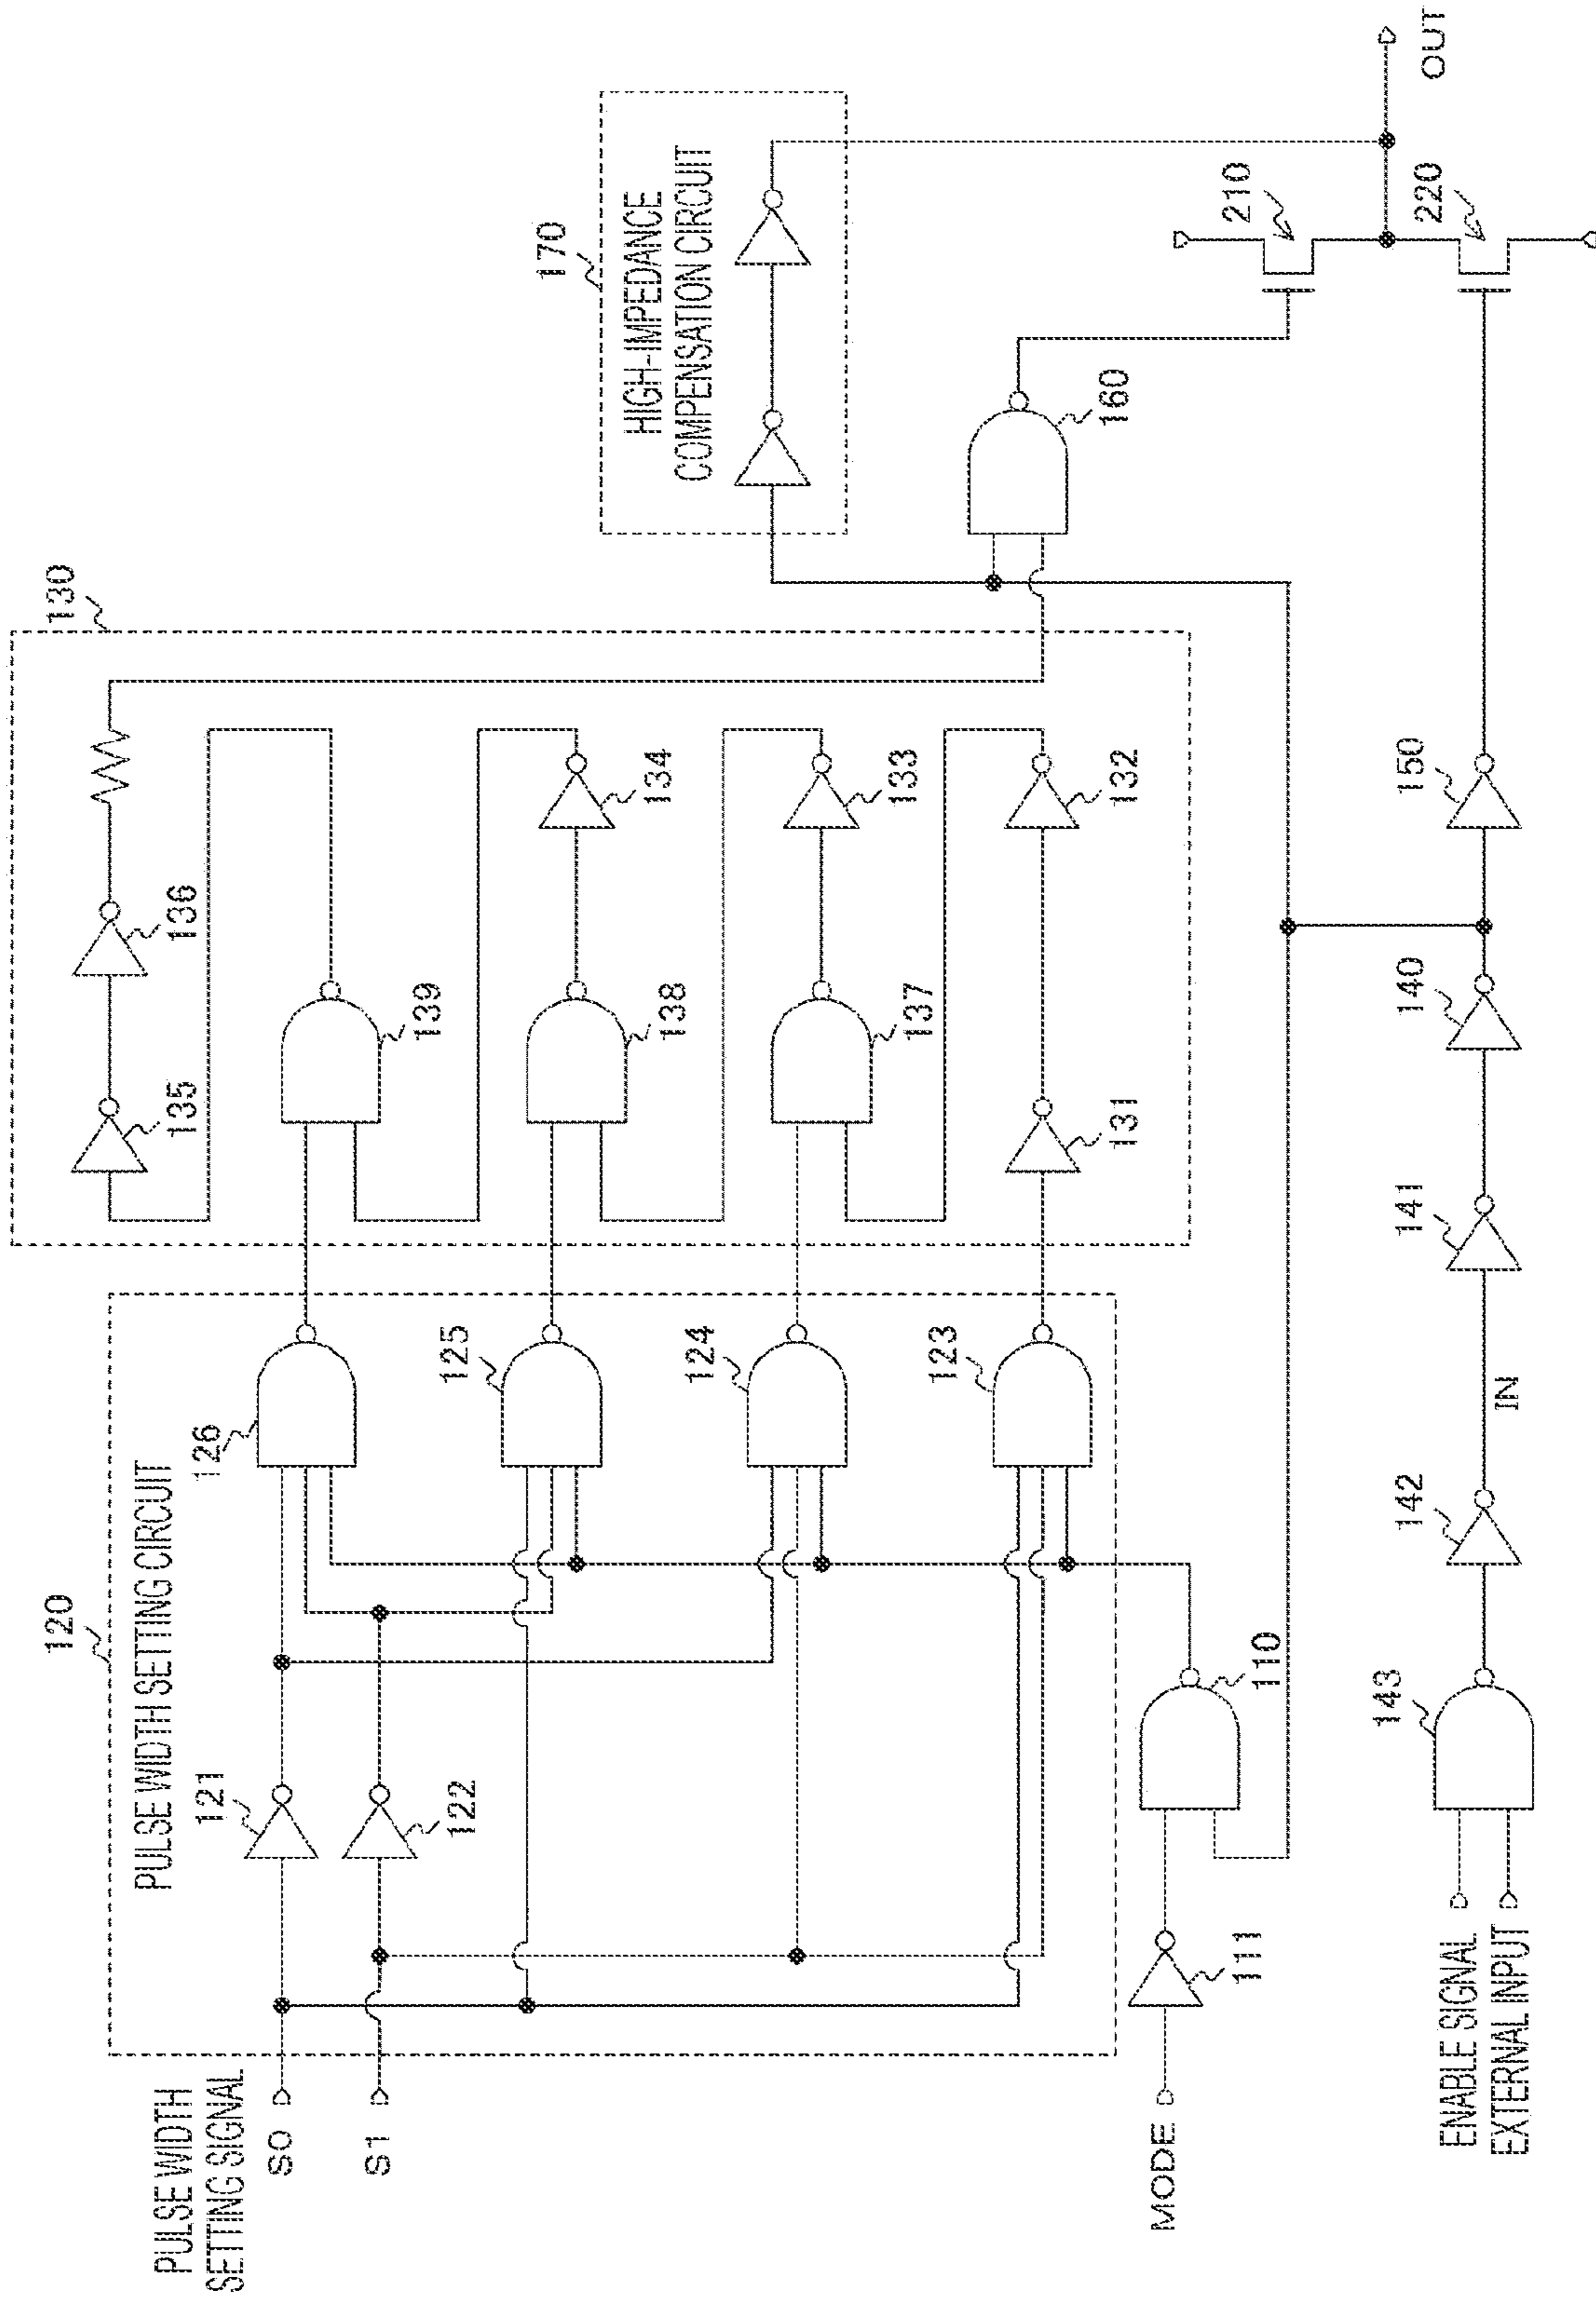 120
PULSE WIDTH SETTING CIRCUIT
PULSE WIDTH
SETTING SIGNAL
S0
S1
121
122
126
125
124
123
130
135
136
139
138
134
137
133
131
132
170
HIGH-IMPEDANCE
COMPENSATION CIRCUIT
160
210
220
OUT
MODE
111
110
ENABLE SIGNAL
EXTERNAL INPUT
143
142
IN
141
140
150